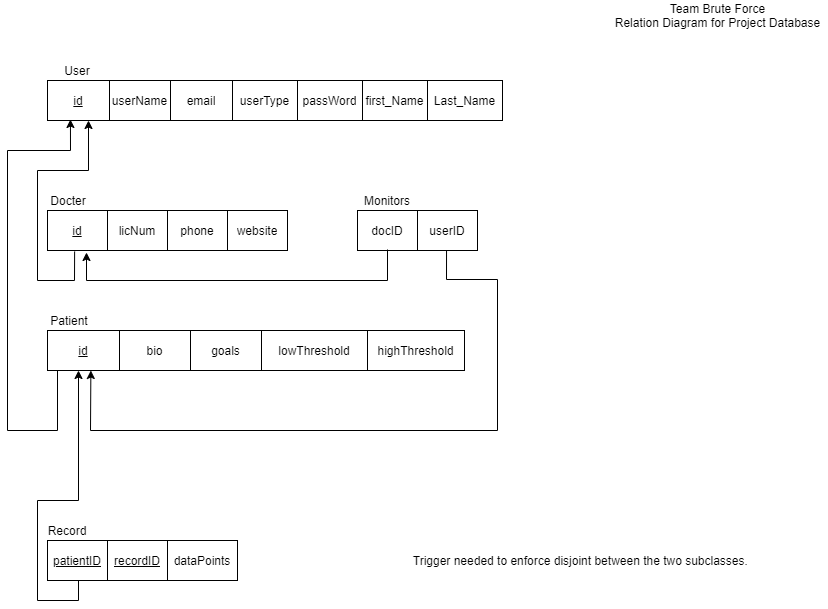 Team Brute Force
Relation Diagram for Project Database
User
id userName email userType passWord first_Name Last_Name
Docter Monitors
id licNum phone website docID userID
Patient
id bio goals lowThreshold highThreshold
Record
patientID recordID dataPoints
Trigger needed to enforce disjoint between the two subclasses.